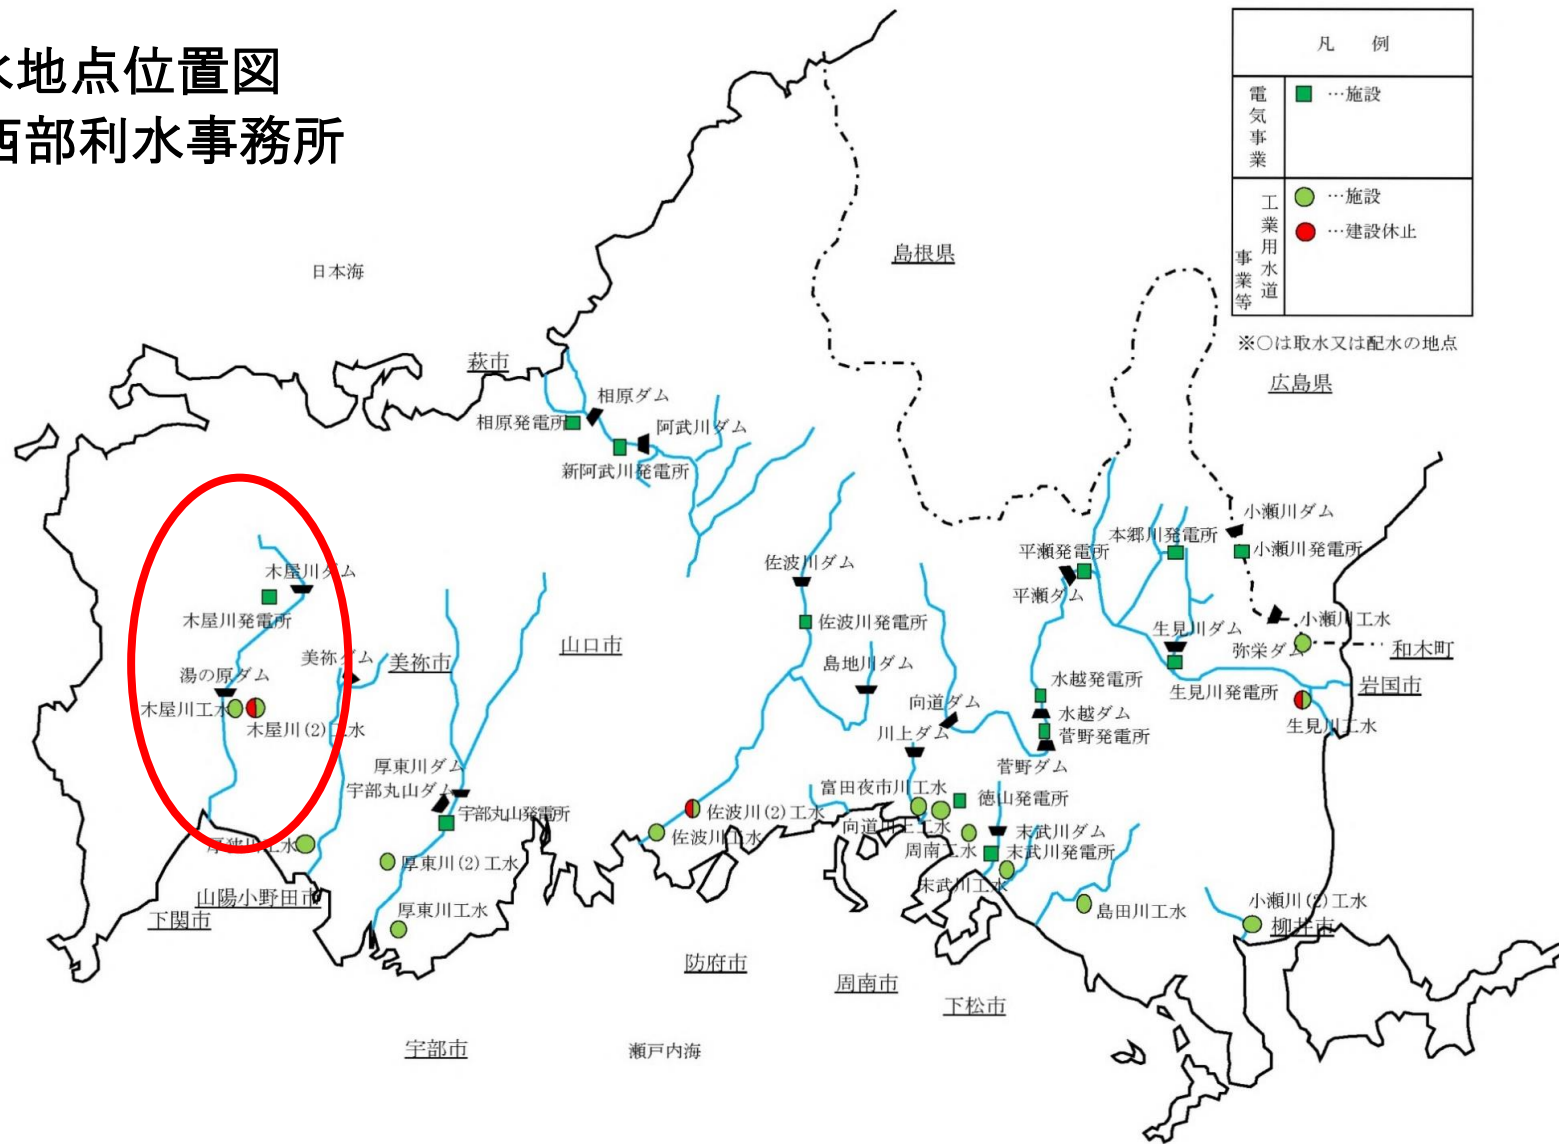 水地点位置図
西部利水事務所
凡 例
電気事業
…施設
工業用水道
事業等
…施設
…建設休止
※○は取水又は配水の地点
島根県
日本海
広島県
萩市
相原ダム
相原発電所
阿武川ダム
新阿武川発電所
小瀬川ダム
本郷川発電所
小瀬川発電所
平瀬発電所
佐波川ダム
木屋川ダム
平瀬ダム
木屋川発電所
佐波川発電所
小瀬川工水
生見川ダム
山口市
弥栄ダム
和木町
美祢ダム
美祢市
島地川ダム
湯の原ダム
水越発電所
生見川発電所
岩国市
木屋川工水
向道ダム
水越ダム
木屋川(2)工水
川上ダム
菅野発電所
生見川工水
厚東川ダム
菅野ダム
宇部丸山ダム
富田夜市川工水
徳山発電所
宇部丸山発電所
佐波川(2)工水
向道川上工水
佐波川工水
末武川ダム
厚狭川工水
周南工水
末武川発電所
厚東川(2)工水
末武川工水
山陽小野田市
小瀬川(2)工水
厚東川工水
島田川工水
下関市
柳井市
防府市
周南市
下松市
宇部市
瀬戸内海